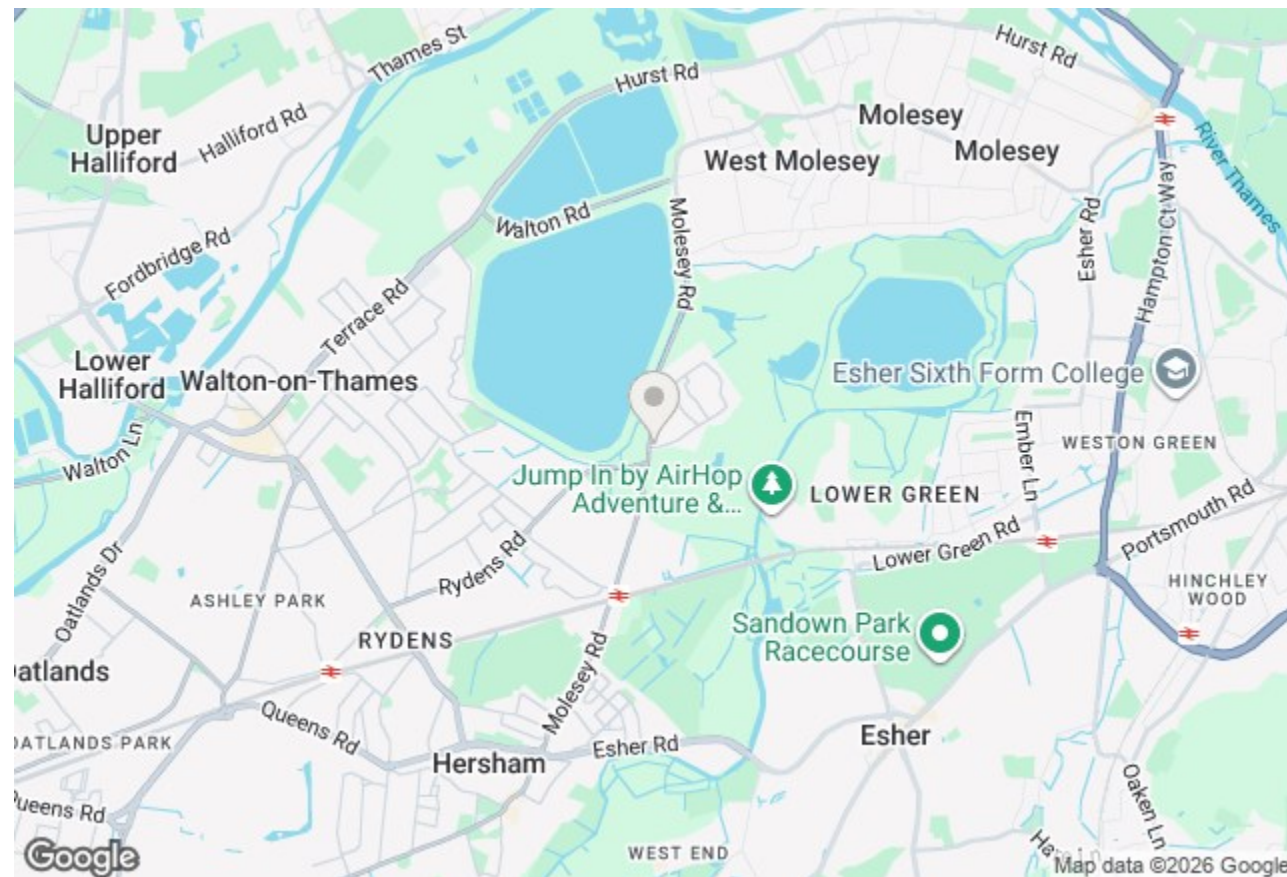 Thames St
Hurst Rd
Hurst Rd
Upper
Halliford
Halliford Rd
Molesey
Molesey
West Molesey
River Thames
Walton Rd
Molesey Rd
Esher Rd
Hampton Ct Way
Fordbridge Rd
Terrace Rd
Lower
Halliford
Walton-on-Thames
Esher Sixth Form College
Walton Ln
Ember Ln
WESTON GREEN
Jump In by AirHop
Adventure &...
LOWER GREEN
Portsmouth Rd
Lower Green Rd
Rydens Rd
Oatlands Dr
ASHLEY PARK
HINCHLEY
WOOD
RYDENS
Sandown Park
Racecourse
atlands
Molesey Rd
Queens Rd
OATLANDS PARK
Esher Rd
Esher
Hersham
Oaken Ln
Queens Rd
WEST END
Google
Map data ©2026 Google